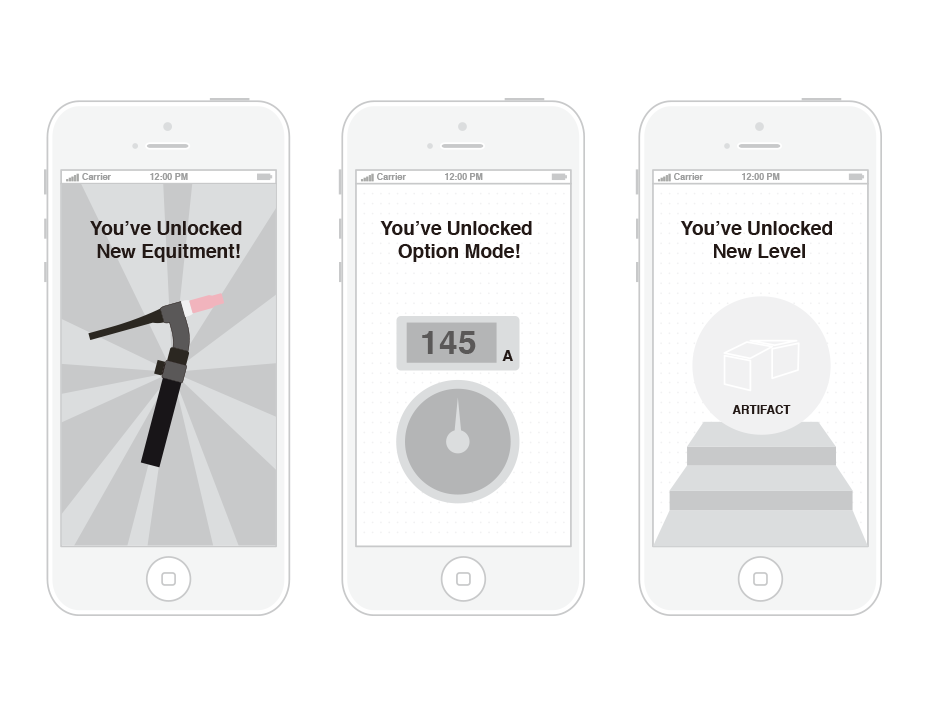 Carrier 12:00 PM
You’ve Unlocked
New Equitment!
Carrier 12:00 PM
You’ve Unlocked
Option Mode!
145
A
Carrier 12:00 PM
You’ve Unlocked
New Level
ARTIFACT